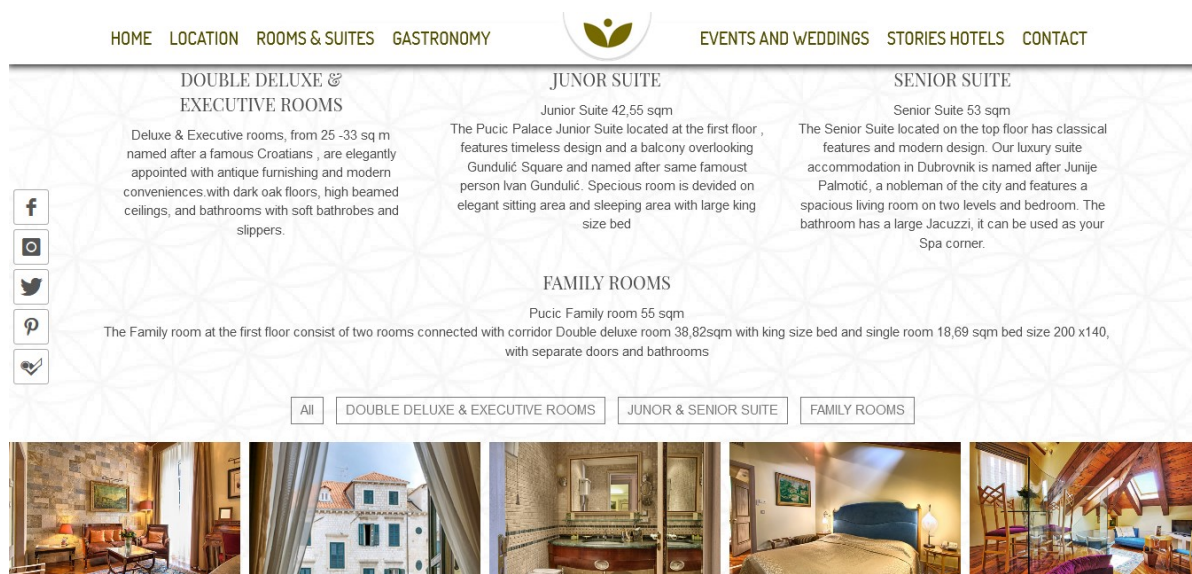 HOME LOCATION ROOMS & SUITES GASTRONOMY EVENTS AND WEDDINGS STORIES HOTELS CONTACT
DOUBLE DELUXE &
EXECUTIVE ROOMS
Deluxe & Executive rooms, from 25 -33 sq m
named after a famous Croatians , are elegantly
appointed with antique furnishing and modern
conveniences.with dark oak floors, high beamed
ceilings, and bathrooms with soft bathrobes and
slippers.
JUNOR SUITE
Junior Suite 42,55 sqm
The Pucic Palace Junior Suite located at the first floor ,
features timeless design and a balcony overlooking
Gundulić Square and named after same famoust
person Ivan Gundulić. Specious room is devided on
elegant sitting area and sleeping area with large king
size bed
SENIOR SUITE
Senior Suite 53 sqm
The Senior Suite located on the top floor has classical
features and modern design. Our luxury suite
accommodation in Dubrovnik is named after Junije
Palmotić, a nobleman of the city and features a
spacious living room on two levels and bedroom. The
bathroom has a large Jacuzzi, it can be used as your
Spa corner.
FAMILY ROOMS
Pucic Family room 55 sqm
The Family room at the first floor consist of two rooms connected with corridor Double deluxe room 38,82sqm with king size bed and single room 18,69 sqm bed size 200 x140,
with separate doors and bathrooms
All DOUBLE DELUXE & EXECUTIVE ROOMS JUNOR & SENIOR SUITE FAMILY ROOMS